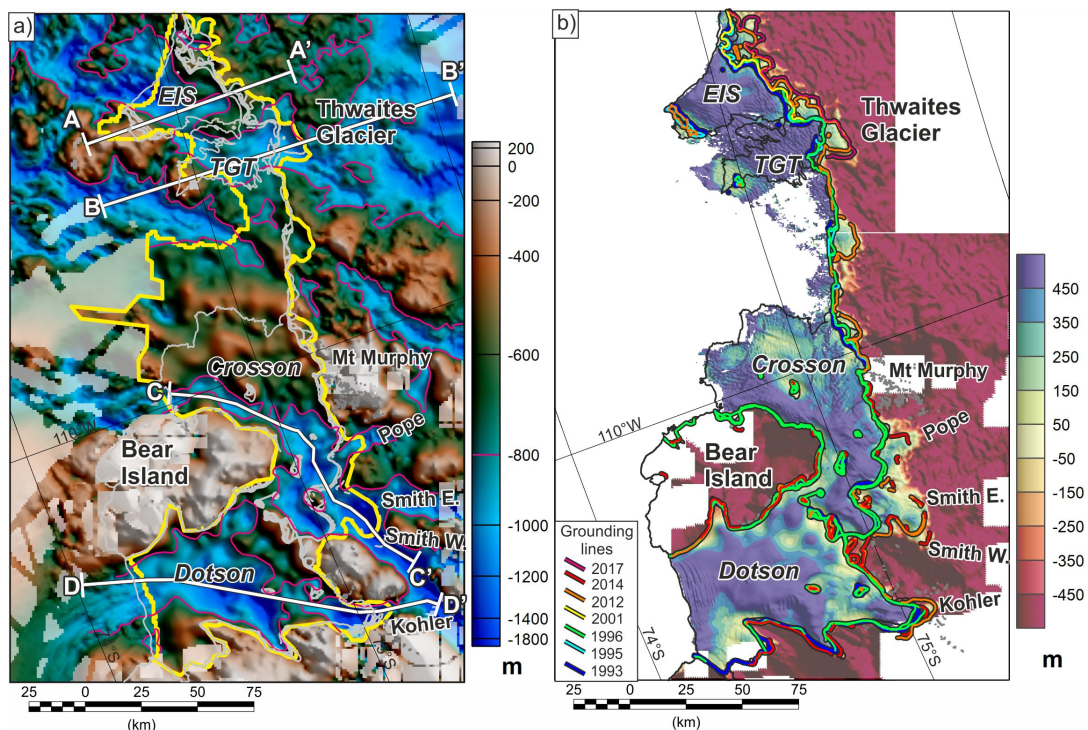 a)
A'
B'
EIS
A
Thwaites
Glacier
TGT
B
Crosson
Mt Murphy
C
110°W
Bear
Island
Pope
Smith E.
Smith W.
C'
Dotson
D
D'
Kohler
200
0
-200
-400
-600
-800
-1000
-1200
-1400
-1800
m
25 0 25 50 75
(km)
b)
EIS
Thwaites
Glacier
TGT
Crosson
Mt Murphy
110°W
Pope
Bear
Island
Smith E.
Smith W.
Dotson
Kohler
74°S
75°S
Grounding
lines
2017
2014
2012
2001
1996
1995
1993
450
350
250
150
50
-50
-150
-250
-350
-450
m
25 0 25 50 75
(km)